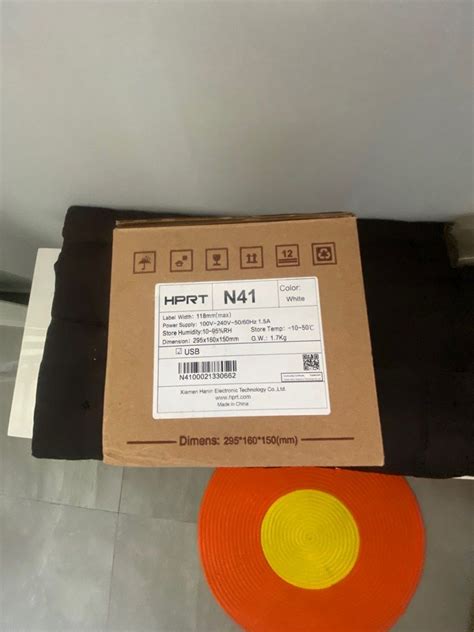 12
HPRT N41 Color: White
Label Width: 118mm(max)
Power Supply: 100V~240V~50/60Hz 1.5A
Store Humidity: 10~95%RH Store Temp: -10~50℃
Dimension: 295x160x150mm G.W.: 1.7Kg
☑ USB
N4100021330662
Xiamen Hanin Electronic Technology Co.,Ltd.
www.hprt.com
Made in China
Dimens: 295*160*150(mm)